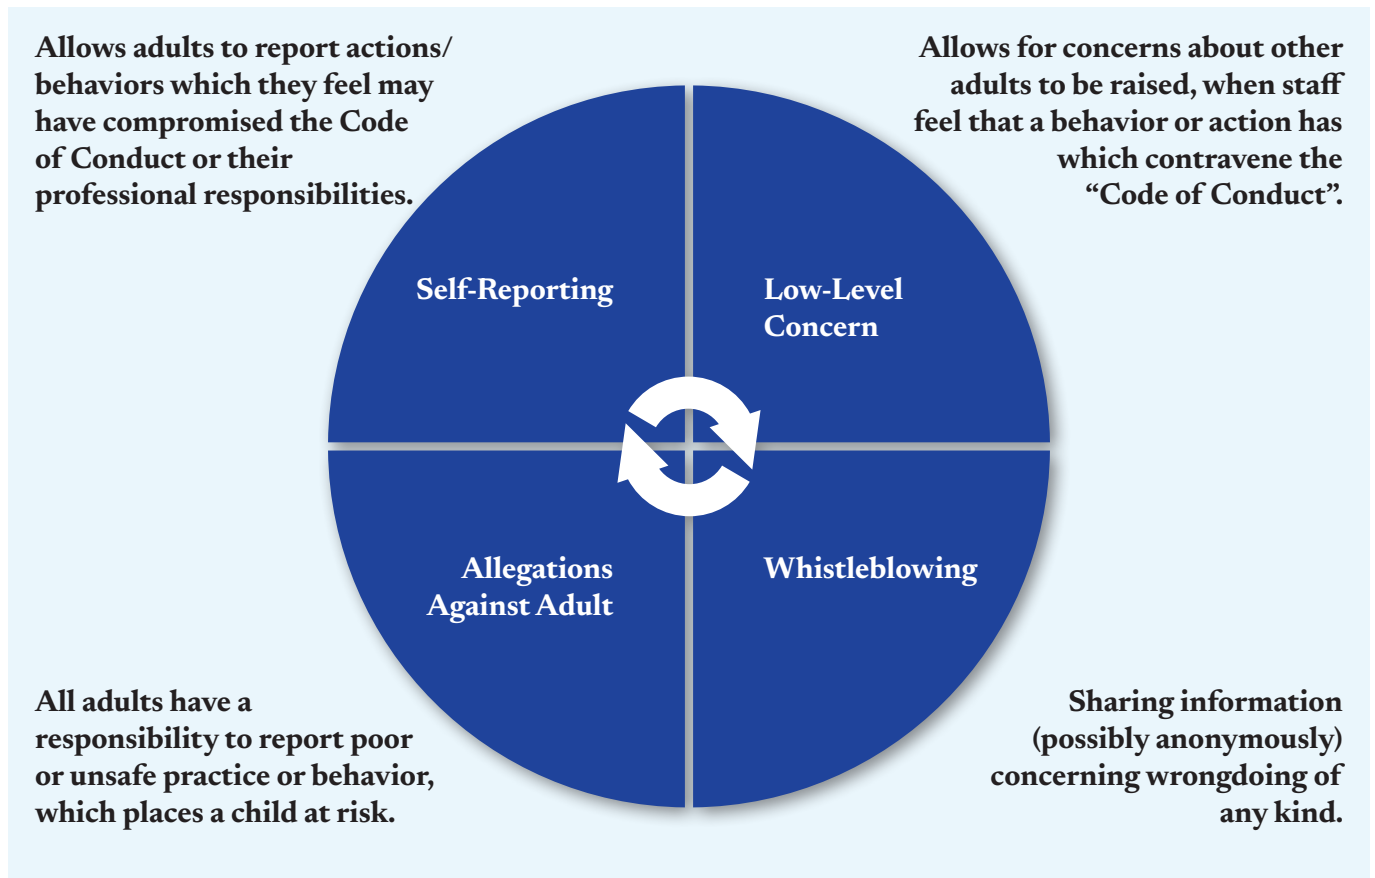 Allows adults to report actions/
behaviors which they feel may
have compromised the Code
of Conduct or their
professional responsibilities.
Allows for concerns about other
adults to be raised, when staff
feel that a behavior or action has
which contravene the
“Code of Conduct”.
Self-Reporting
Low-Level
Concern
Allegations
Against Adult
Whistleblowing
All adults have a
responsibility to report poor
or unsafe practice or behavior,
which places a child at risk.
Sharing information
(possibly anonymously)
concerning wrongdoing of
any kind.